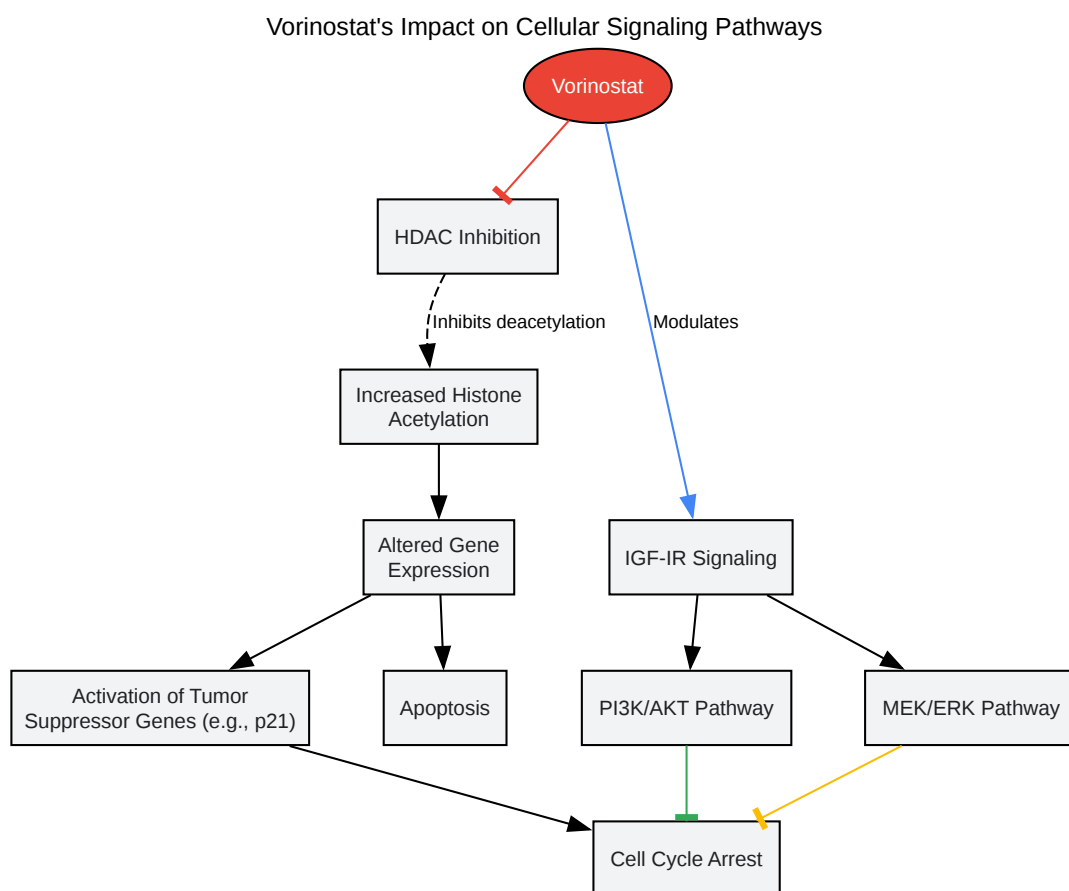 Vorinostat's Impact on Cellular Signaling Pathways
Vorinostat
HDAC Inhibition
Inhibits deacetylation
Modulates
Increased Histone
Acetylation
Altered Gene
Expression
IGF-IR Signaling
Activation of Tumor
Suppressor Genes (e.g., p21)
Apoptosis
PI3K/AKT Pathway
MEK/ERK Pathway
Cell Cycle Arrest